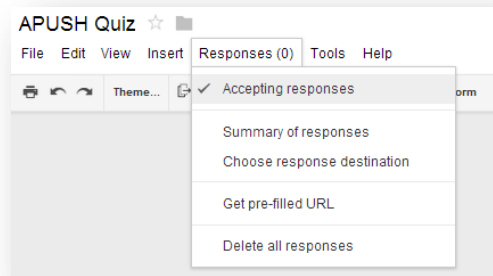 APUSH Quiz
File Edit View Insert Responses (0) Tools Help
Theme... orm
Accepting responses
Summary of responses
Choose response destination
Get pre-filled URL
Delete all responses